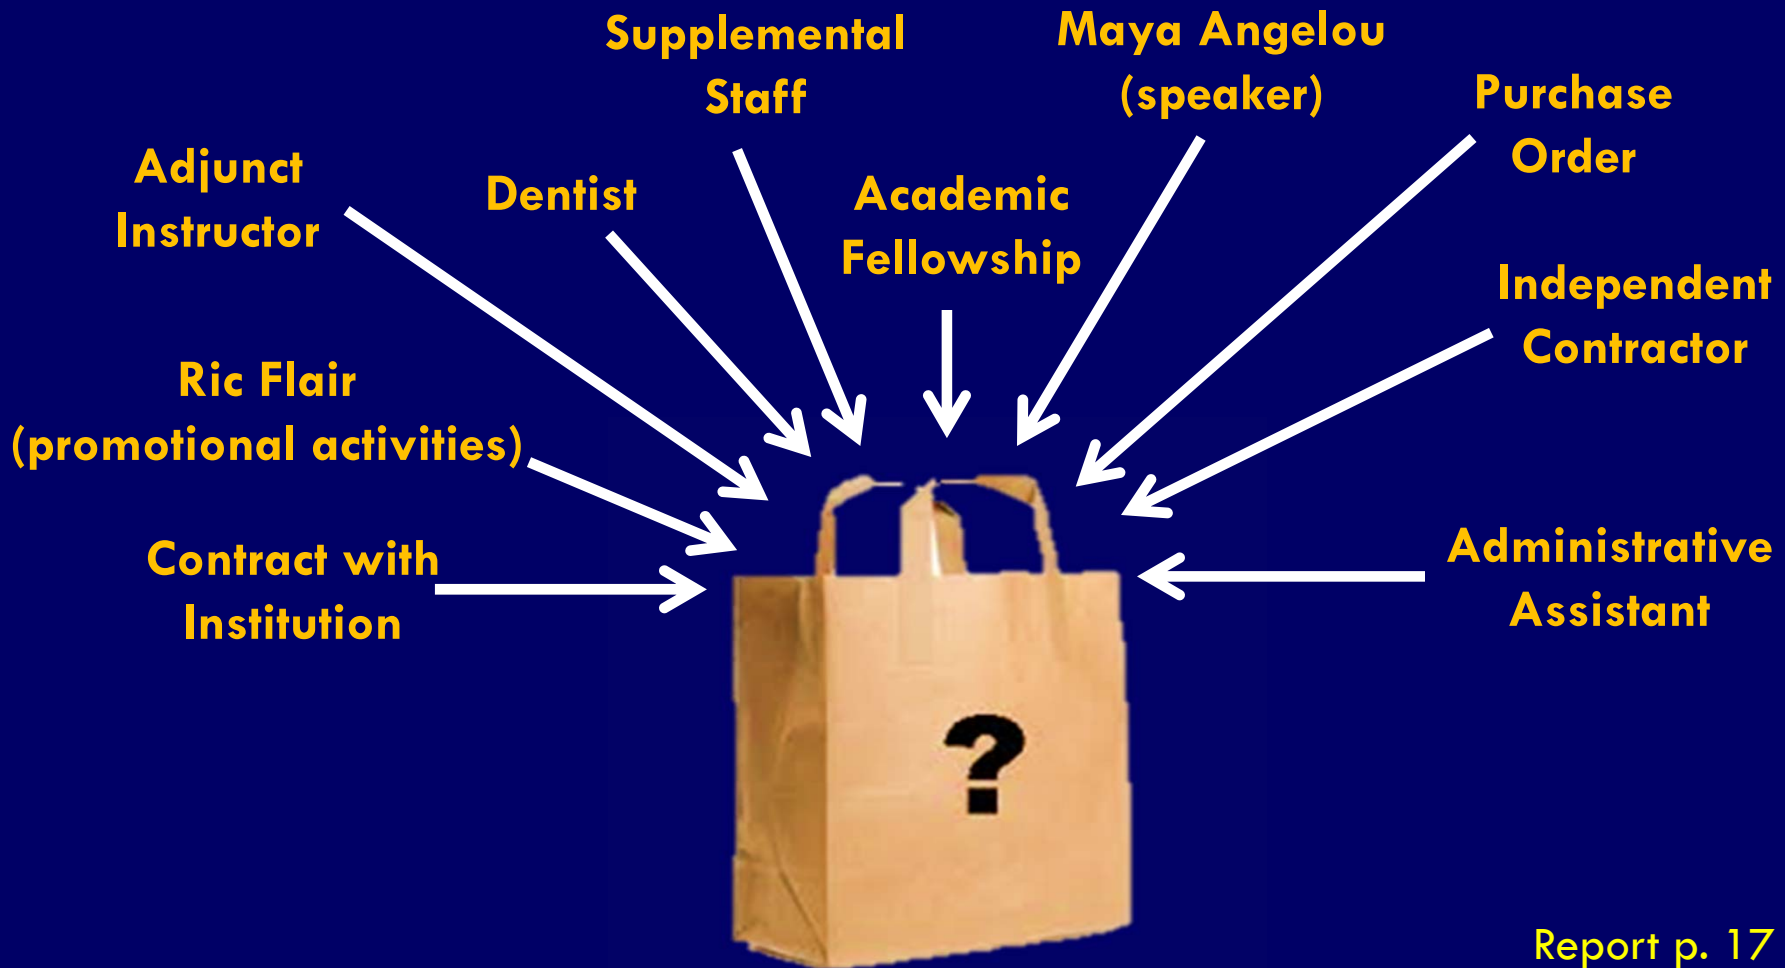 Supplemental
Staff
Maya Angelou
(speaker)
Purchase
Order
Adjunct
Instructor
Dentist
Academic
Fellowship
Independent
Contractor
Ric Flair
(promotional activities)
Contract with
Institution
Administrative
Assistant
?
Report p. 17